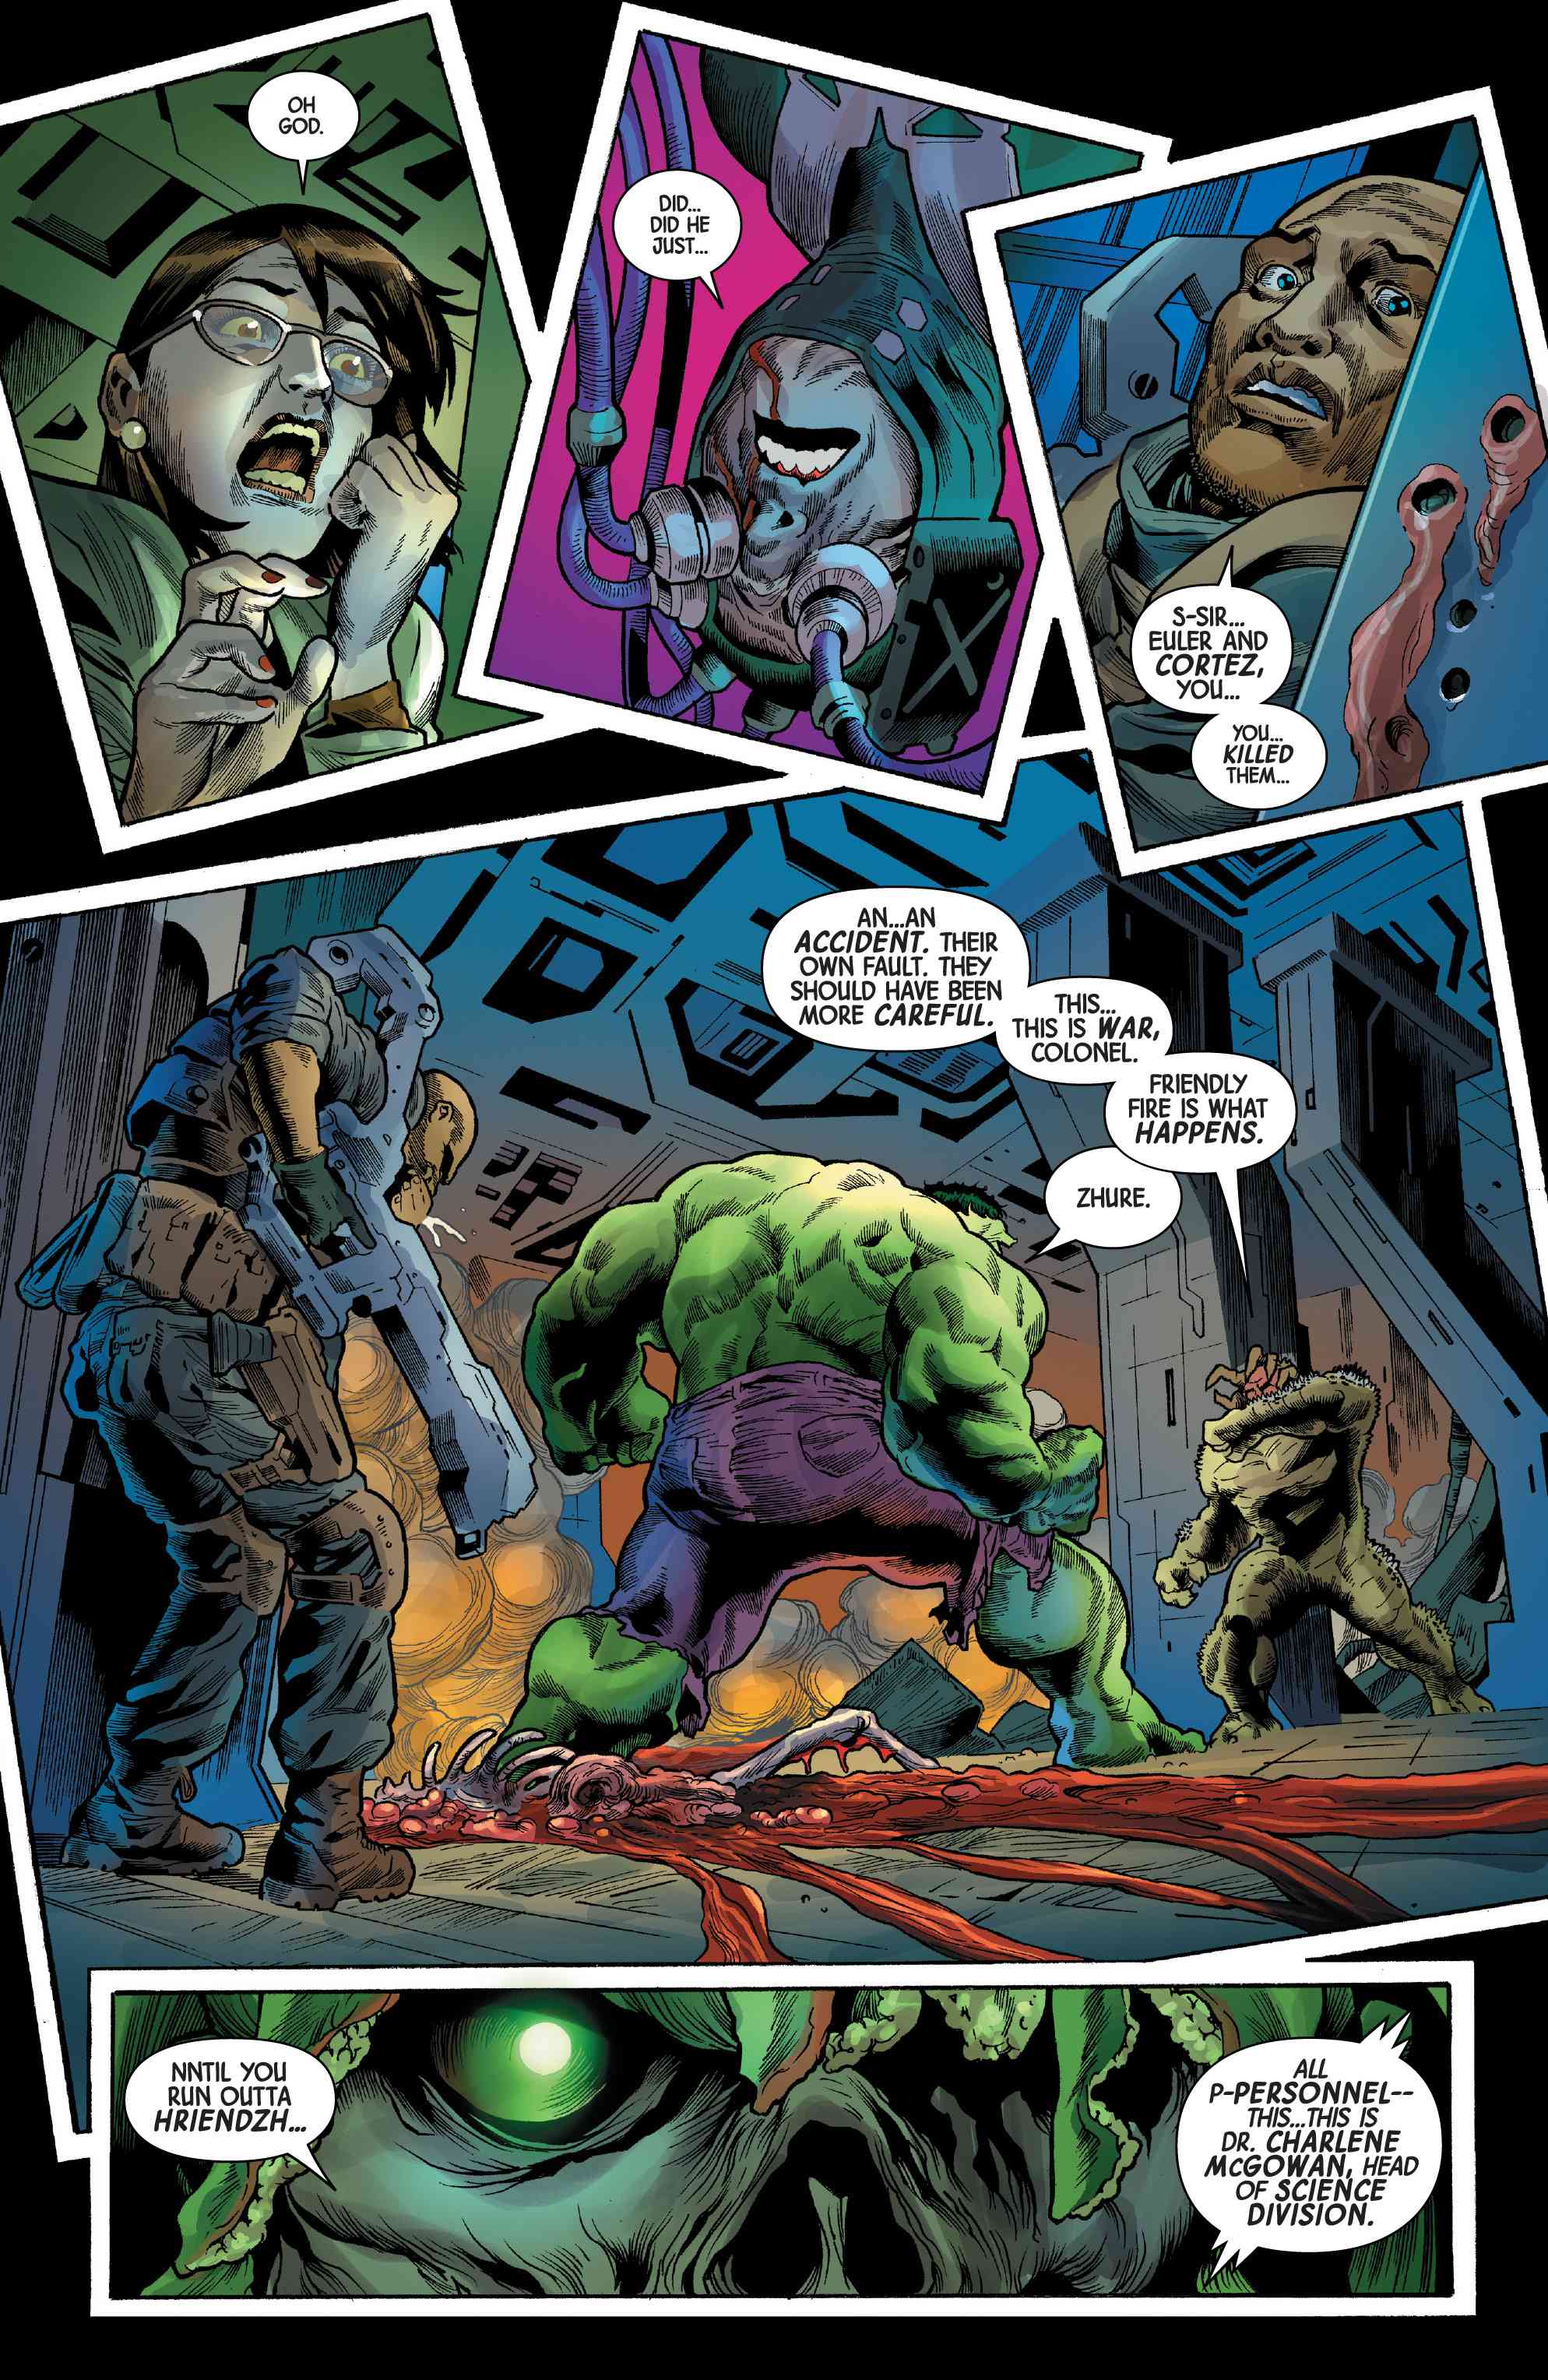 OH
GOD.
DID...
DID HE
JUST...
S-SIR...
EULER AND
CORTEZ,
YOU...
YOU...
KILLED
THEM...
AN...AN
ACCIDENT. THEIR
OWN FAULT. THEY
SHOULD HAVE BEEN
MORE CAREFUL.
THIS...
THIS IS WAR,
COLONEL.
FRIENDLY
FIRE IS WHAT
HAPPENS.
ZHURE.
NNTIL YOU
RUN OUTTA
HRIENDZH...
ALL
P-PERSONNEL--
THIS...THIS IS
DR. CHARLENE
McGOWAN, HEAD
OF SCIENCE
DIVISION.